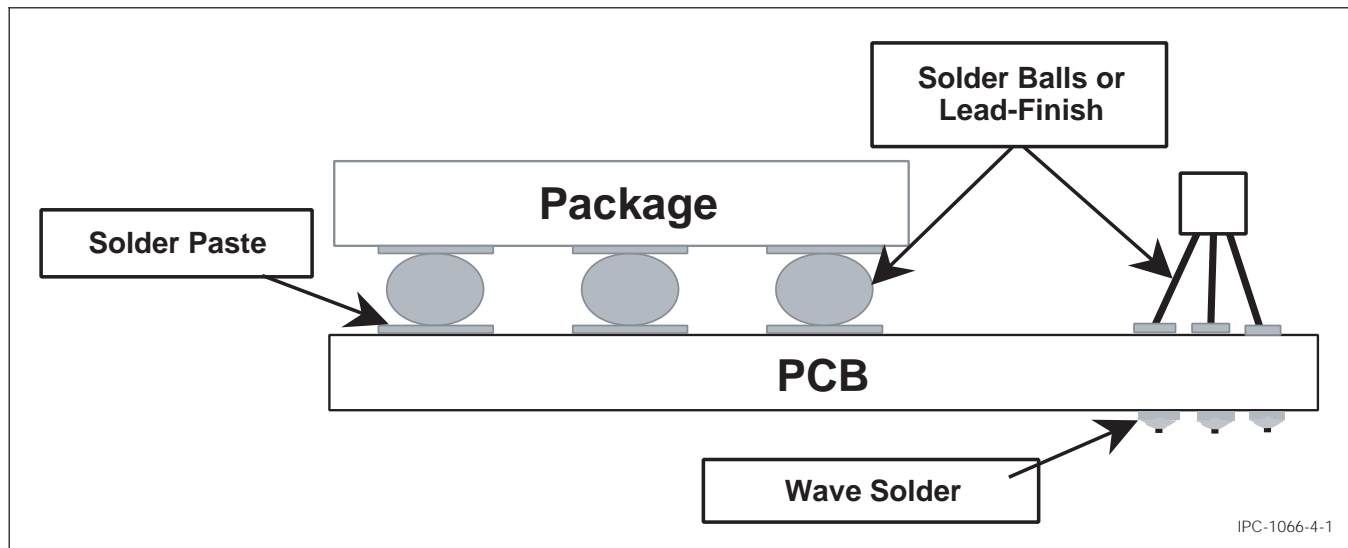 Solder Balls or
Lead-Finish
Package
Solder Paste
PCB
Wave Solder
IPC-1066-4-1